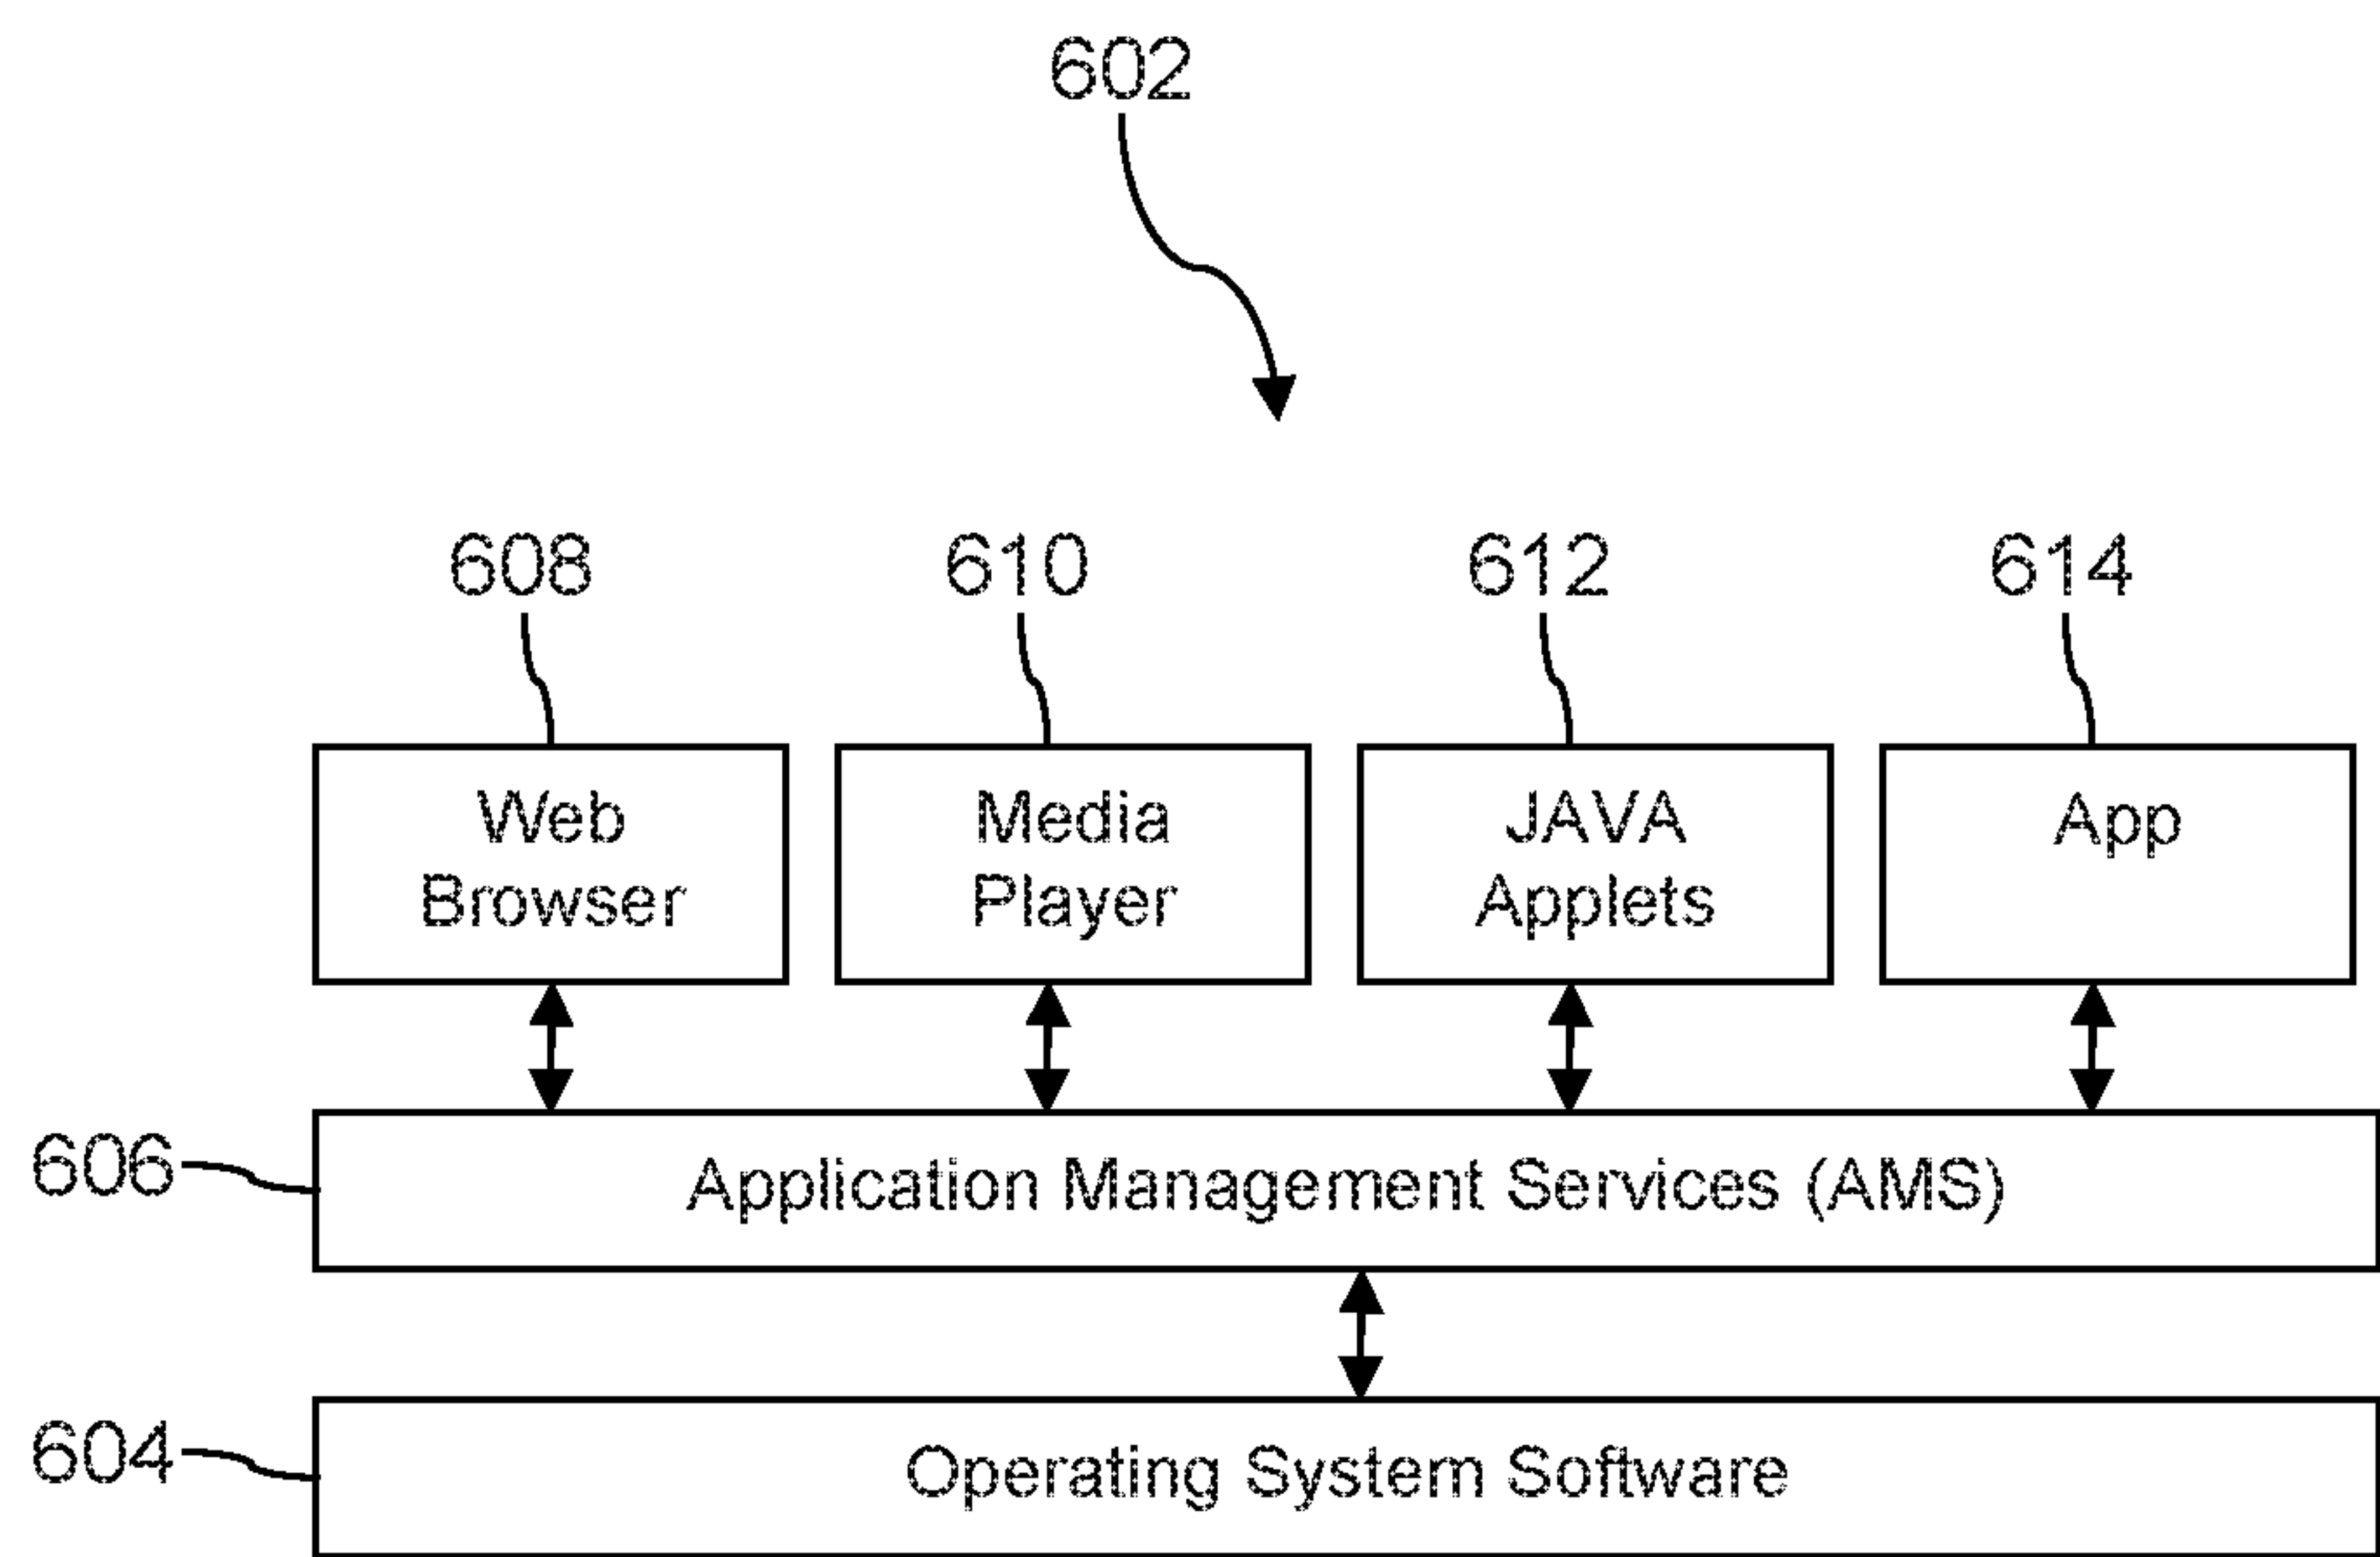 602
608
610
612
614
Web
Browser
Media
Player
JAVA
Applets
App
606
Application Management Services (AMS)
604
Operating System Software